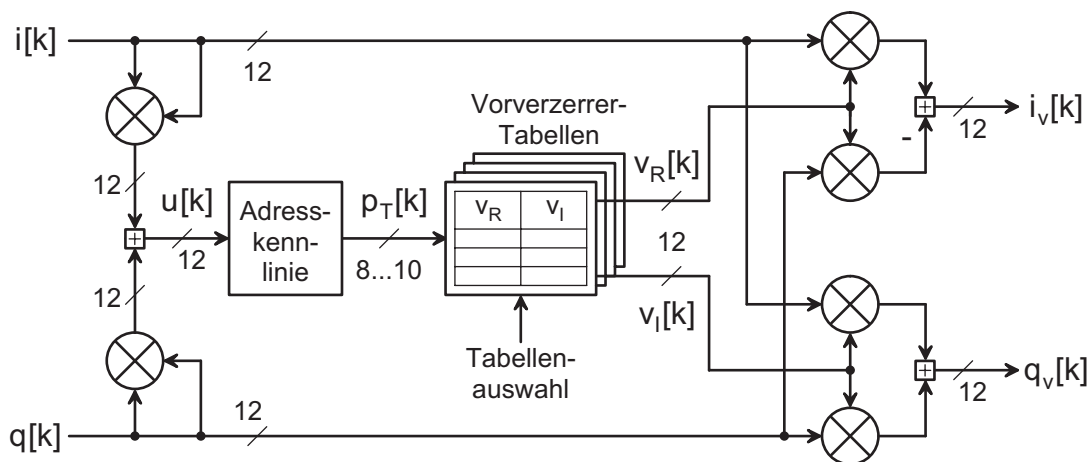 i[k]
12
Vorverzerrer-
Tabellen
v_R[k]
-
12
i_v[k]
12
u[k]
12
Adress-
kenn-
linie
p_T[k]
8...10
v_R
v_I
12
12
v_I[k]
Tabellen-
auswahl
12
q_v[k]
12
q[k]